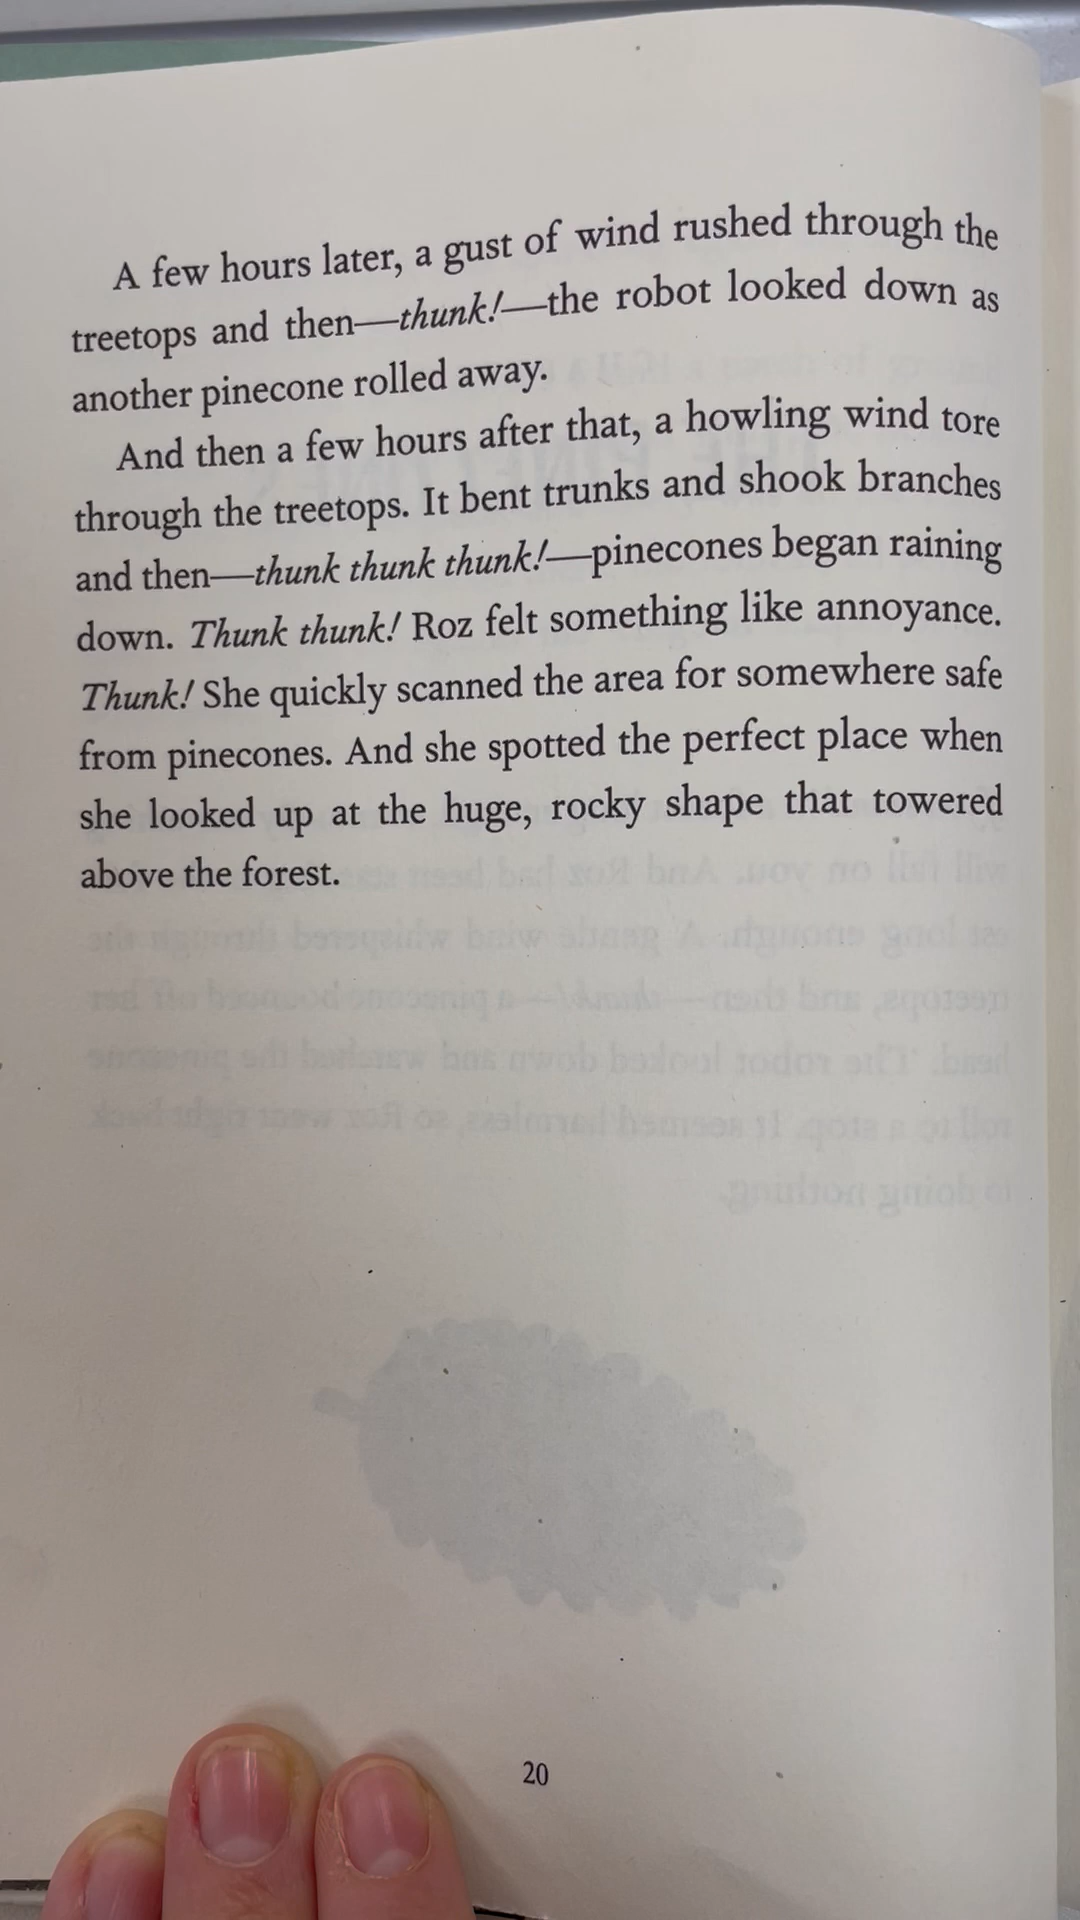 A few hours later, a gust of wind rushed through the
treetops and then—thunk!—the robot looked down as
another pinecone rolled away.
And then a few hours after that, a howling wind tore
through the treetops. It bent trunks and shook branches
and then—thunk thunk thunk!—pinecones began raining
down. Thunk thunk! Roz felt something like annoyance.
Thunk! She quickly scanned the area for somewhere safe
from pinecones. And she spotted the perfect place when
she looked up at the huge, rocky shape that towered
above the forest.
20